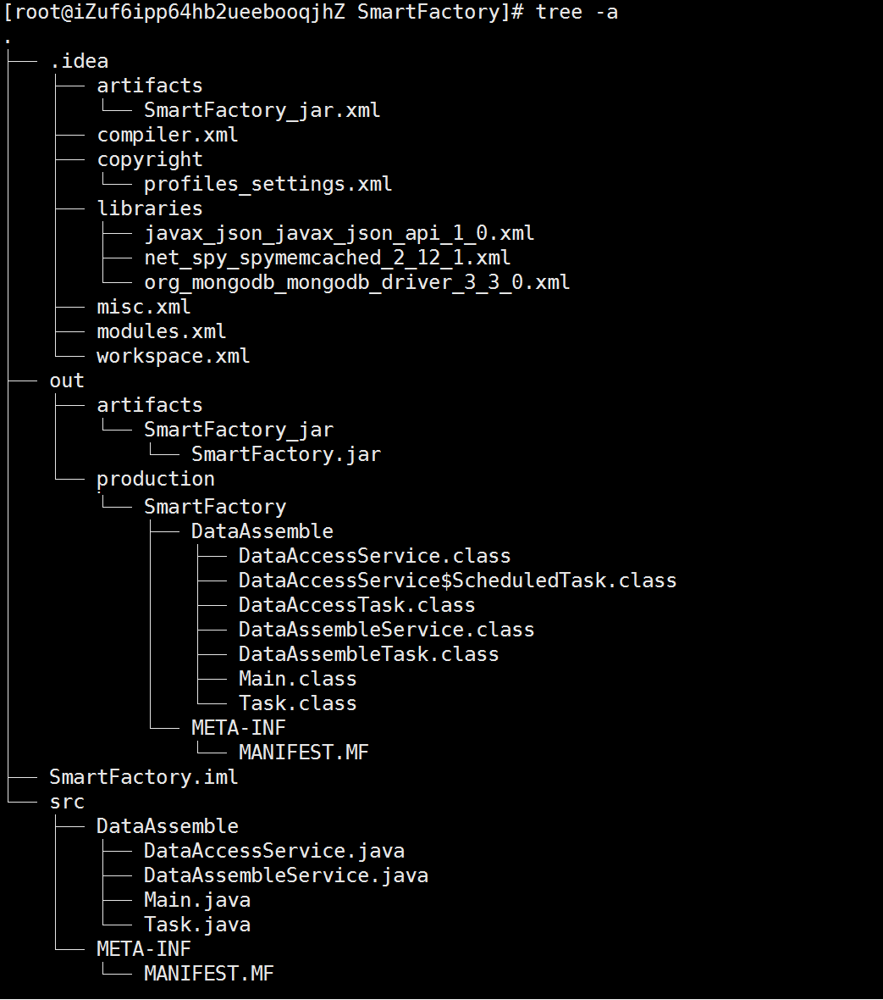 [root@iZuf6ipp64hb2ueebooqjhZ SmartFactory]# tree -a
.
├── .idea
│   ├── artifacts
│   │   └── SmartFactory_jar.xml
│   ├── compiler.xml
│   ├── copyright
│   │   └── profiles_settings.xml
│   ├── libraries
│   │   ├── javax_json_javax_json_api_1_0.xml
│   │   ├── net_spy_spymemcached_2_12_1.xml
│   │   └── org_mongodb_mongodb_driver_3_3_0.xml
│   ├── misc.xml
│   ├── modules.xml
│   └── workspace.xml
├── out
│   ├── artifacts
│   │   └── SmartFactory_jar
│   │       └── SmartFactory.jar
│   └── production
│       └── SmartFactory
│           ├── DataAssemble
│           │   ├── DataAccessService.class
│           │   ├── DataAccessService$ScheduledTask.class
│           │   ├── DataAccessTask.class
│           │   ├── DataAssembleService.class
│           │   ├── DataAssembleTask.class
│           │   ├── Main.class
│           │   └── Task.class
│           └── META-INF
│               └── MANIFEST.MF
├── SmartFactory.iml
└── src
    ├── DataAssemble
    │   ├── DataAccessService.java
    │   ├── DataAssembleService.java
    │   ├── Main.java
    │   └── Task.java
    └── META-INF
        └── MANIFEST.MF